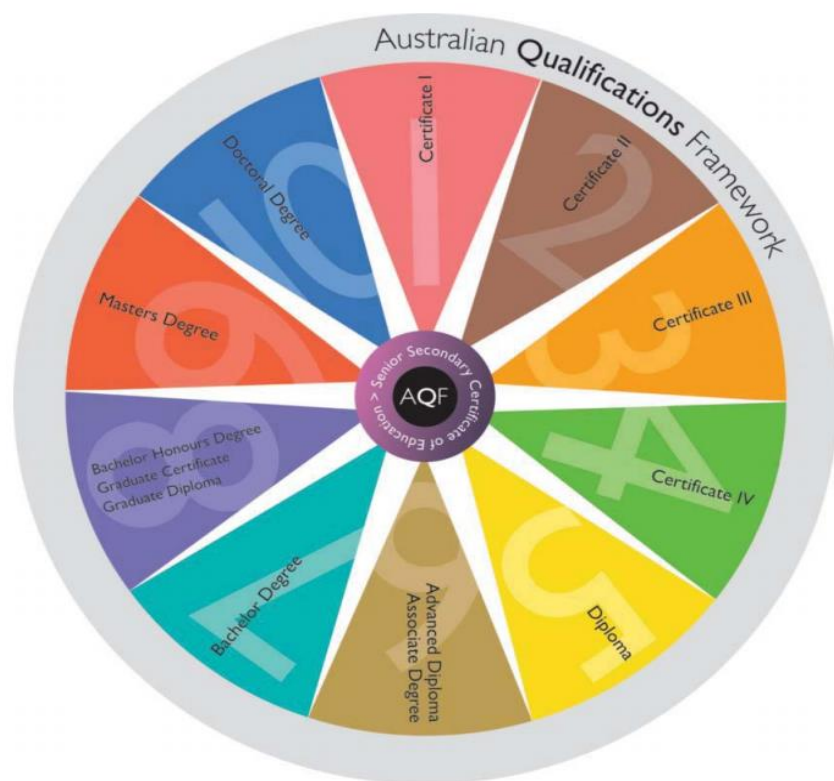 Australian Qualifications Framework
1
Certificate I
2
Certificate II
3
Certificate III
4
Certificate IV
5
Diploma
6
Advanced Diploma
Associate Degree
7
Bachelor Degree
8
Bachelor Honours Degree
Graduate Certificate
Graduate Diploma
9
Masters Degree
10
Doctoral Degree
Senior Secondary Certificate of Education >
AQF